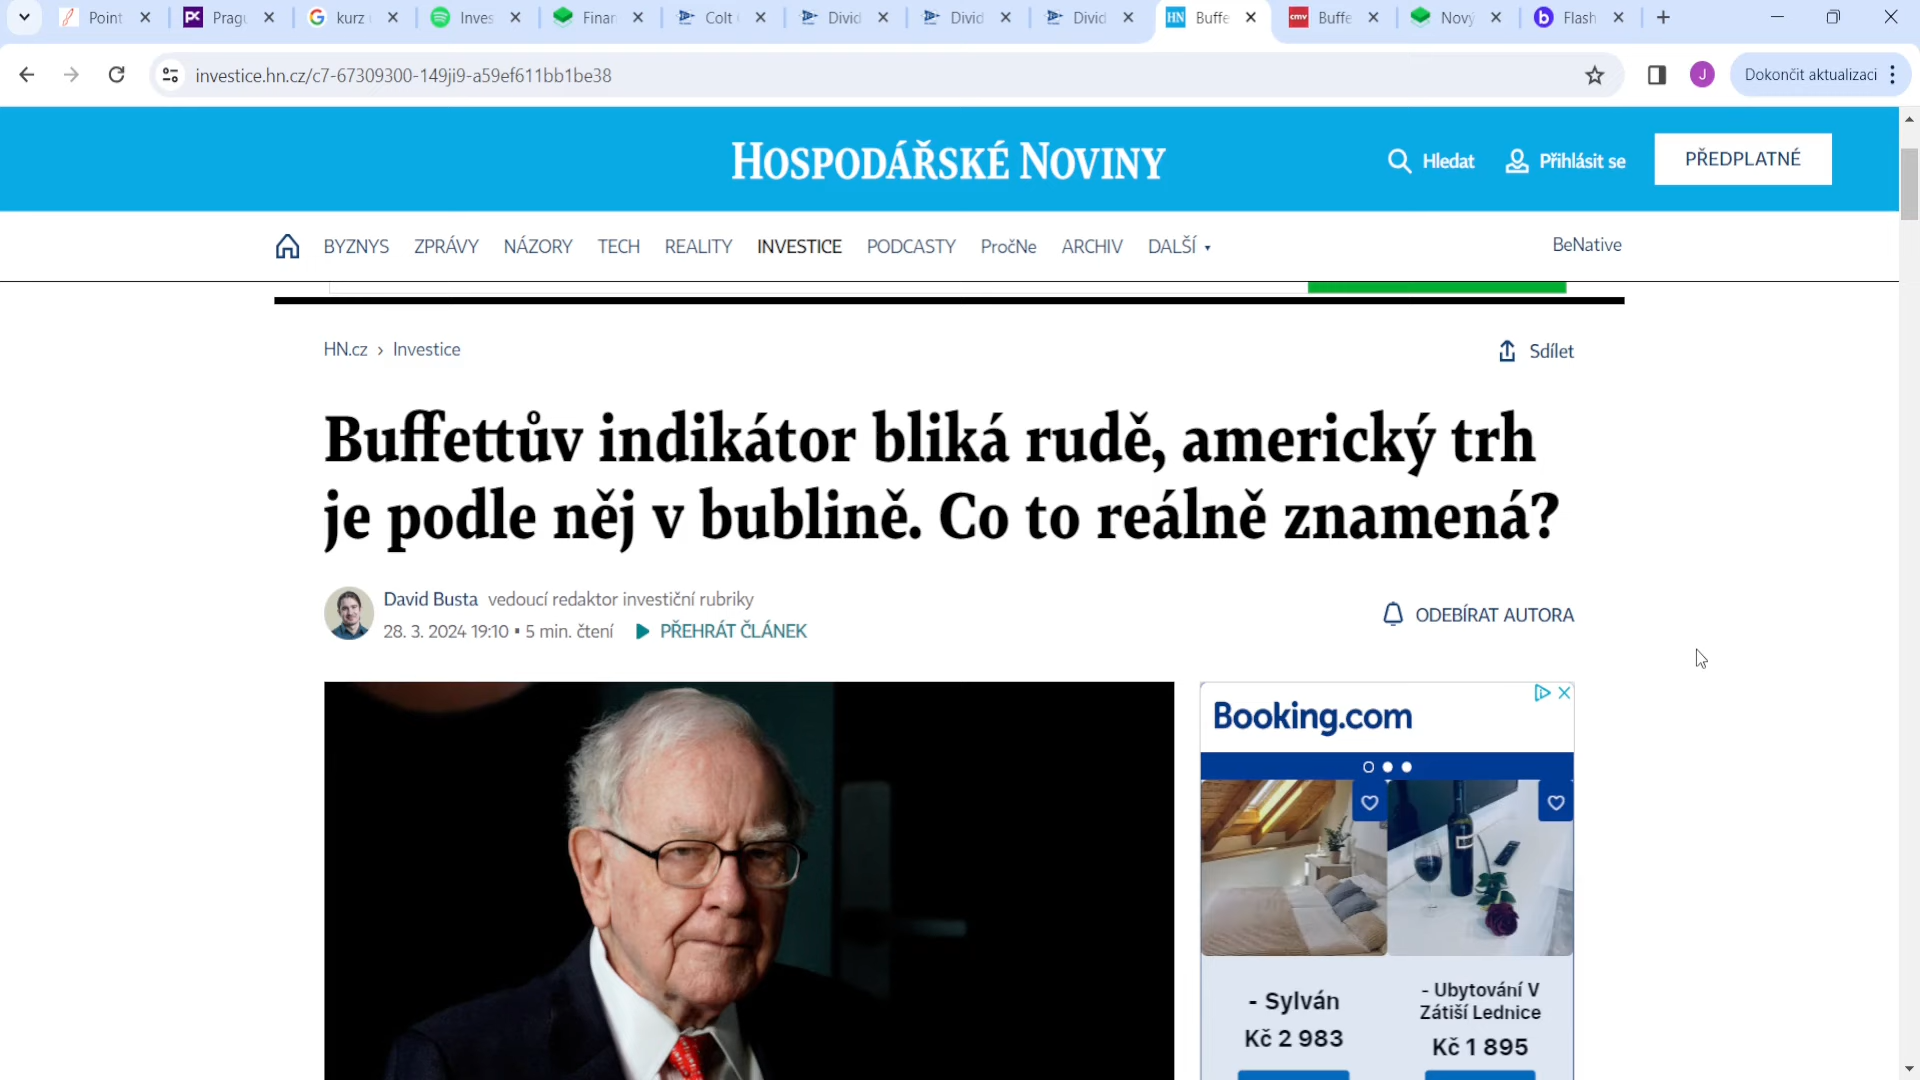 Point
Pragu
kurz
Inves
Finan
Colt
Divid
Divid
Divid
HN Buffe
cmv Buffe
Nový
Flash
investice.hn.cz/c7-67309300-149ji9-a59ef611bb1be38
J
Dokončit aktualizaci
HOSPODÁŘSKÉ NOVINY
Hledat
Přihlásit se
PŘEDPLATNÉ
BYZNYS ZPRÁVY NÁZORY TECH REALITY INVESTICE PODCASTY PročNe ARCHIV DALŠÍ
BeNative
HN.cz › Investice
Sdílet
Buffettův indikátor bliká rudě, americký trh
je podle něj v bublině. Co to reálně znamená?
David Busta vedoucí redaktor investiční rubriky
28. 3. 2024 19:10 ▪ 5 min. čtení PŘEHRÁT ČLÁNEK
ODEBÍRAT AUTORA
Booking.com
- Sylván
Kč 2 983
- Ubytování V
Zátiší Lednice
Kč 1 895